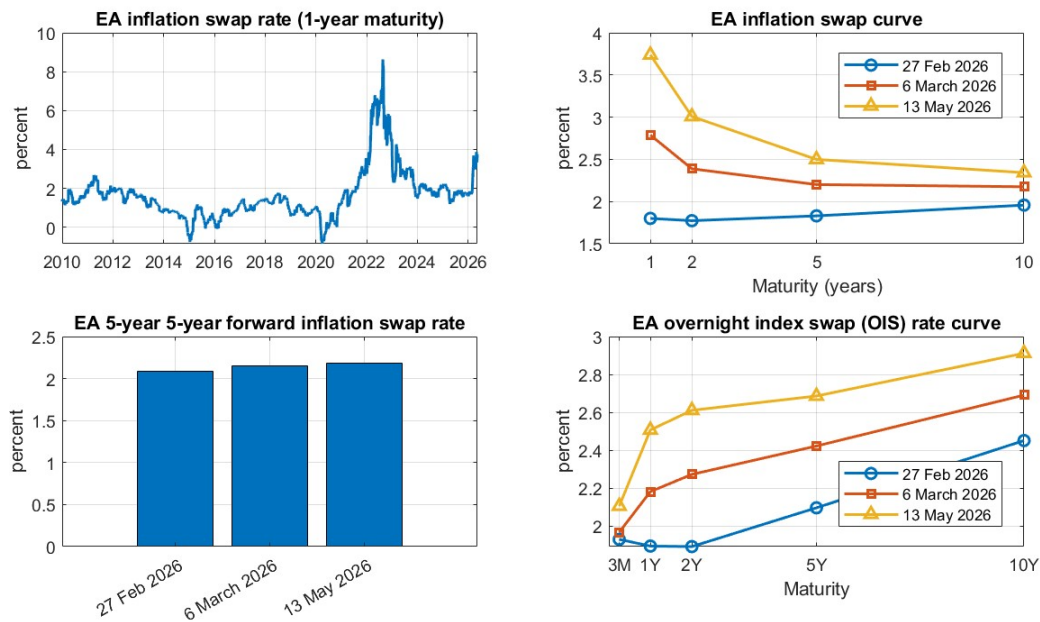 EA inflation swap rate (1-year maturity)
10
8
6
4
2
0
percent
2010 2012 2014 2016 2018 2020 2022 2024 2026
EA inflation swap curve
4
3.5
3
2.5
2
1.5
percent
27 Feb 2026
6 March 2026
13 May 2026
1 2 5 10
Maturity (years)
EA 5-year 5-year forward inflation swap rate
2.5
2
1.5
1
0.5
0
percent
27 Feb 2026
6 March 2026
13 May 2026
EA overnight index swap (OIS) rate curve
3
2.8
2.6
2.4
2.2
2
percent
27 Feb 2026
6 March 2026
13 May 2026
3M 1Y 2Y 5Y 10Y
Maturity